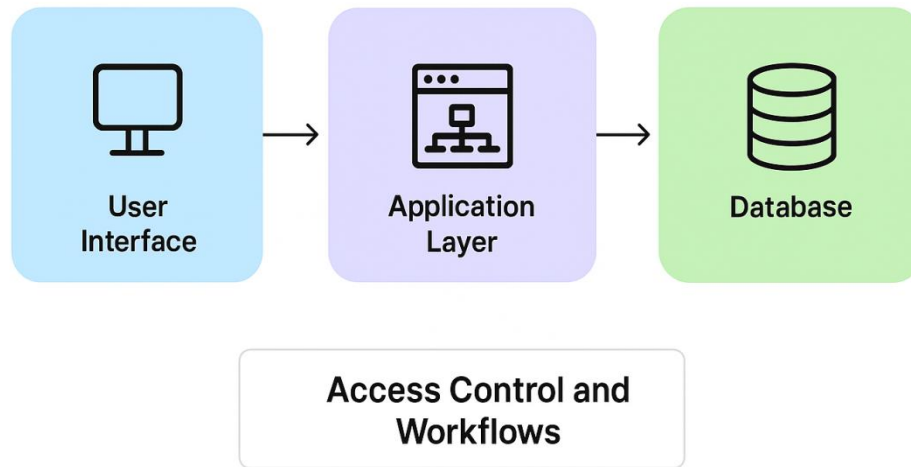 User
Interface
Application
Layer
Database
Access Control and
Workflows